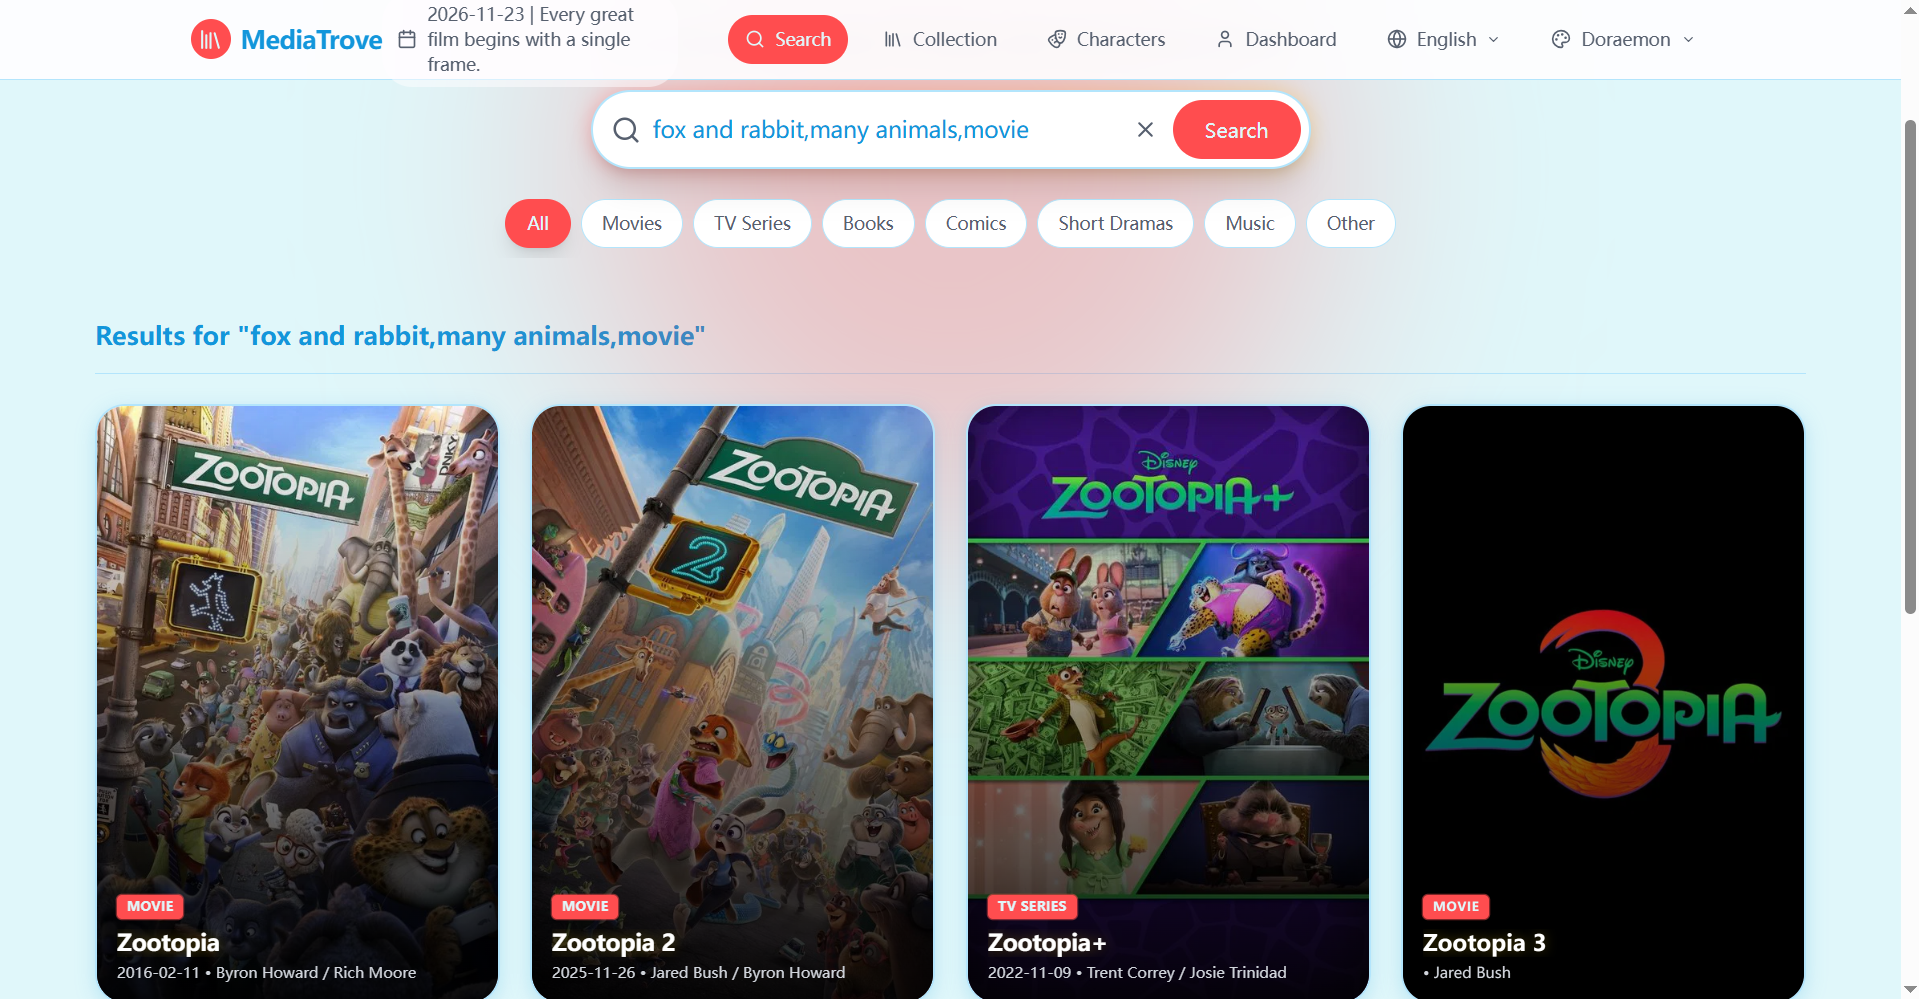 MediaTrove
2026-11-23 | Every great
film begins with a single
frame.
Search
Collection
Characters
Dashboard
English
Doraemon
fox and rabbit,many animals,movie
Search
All
Movies
TV Series
Books
Comics
Short Dramas
Music
Other
Results for "fox and rabbit,many animals,movie"
ZOOTOPIA
DNKY
MOVIE
Zootopia
2016-02-11 • Byron Howard / Rich Moore
ZOOTOPIA
2
MOVIE
Zootopia 2
2025-11-26 • Jared Bush / Byron Howard
Disney
ZOOTOPIA+
TV SERIES
Zootopia+
2022-11-09 • Trent Correy / Josie Trinidad
Disney
ZOOTOPIA
3
MOVIE
Zootopia 3
• Jared Bush